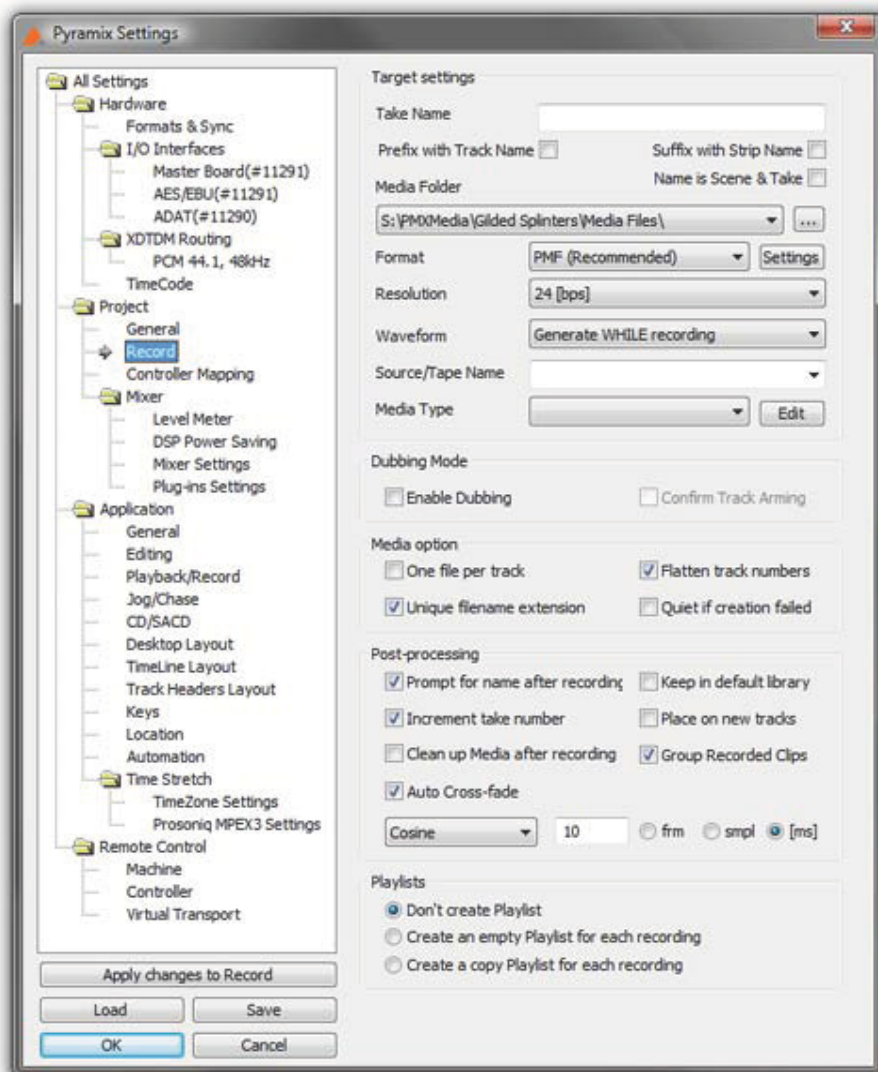 Pyramix Settings
All Settings
Hardware
Formats & Sync
I/O Interfaces
Master Board(#11291)
AES/EBU(#11291)
ADAT(#11290)
XDTDM Routing
PCM 44.1, 48kHz
TimeCode
Project
General
Record
Controller Mapping
Mixer
Level Meter
DSP Power Saving
Mixer Settings
Plug-ins Settings
Application
General
Editing
Playback/Record
Jog/Chase
CD/SACD
Desktop Layout
TimeLine Layout
Track Headers Layout
Keys
Location
Automation
Time Stretch
TimeZone Settings
Prosoniq MPEX3 Settings
Remote Control
Machine
Controller
Virtual Transport
Apply changes to Record
Load Save
OK Cancel
Target settings
Take Name
Prefix with Track Name Suffix with Strip Name
Name is Scene & Take
Media Folder
S:\PMXMedia\Gilded Splinters\Media Files\ ...
Format PMF (Recommended) Settings
Resolution 24 [bps]
Waveform Generate WHILE recording
Source/Tape Name
Media Type Edit
Dubbing Mode
Enable Dubbing Confirm Track Arming
Media option
One file per track Flatten track numbers
Unique filename extension Quiet if creation failed
Post-processing
Prompt for name after recording Keep in default library
Increment take number Place on new tracks
Clean up Media after recording Group Recorded Clips
Auto Cross-fade
Cosine 10 frm smpl [ms]
Playlists
Don't create Playlist
Create an empty Playlist for each recording
Create a copy Playlist for each recording